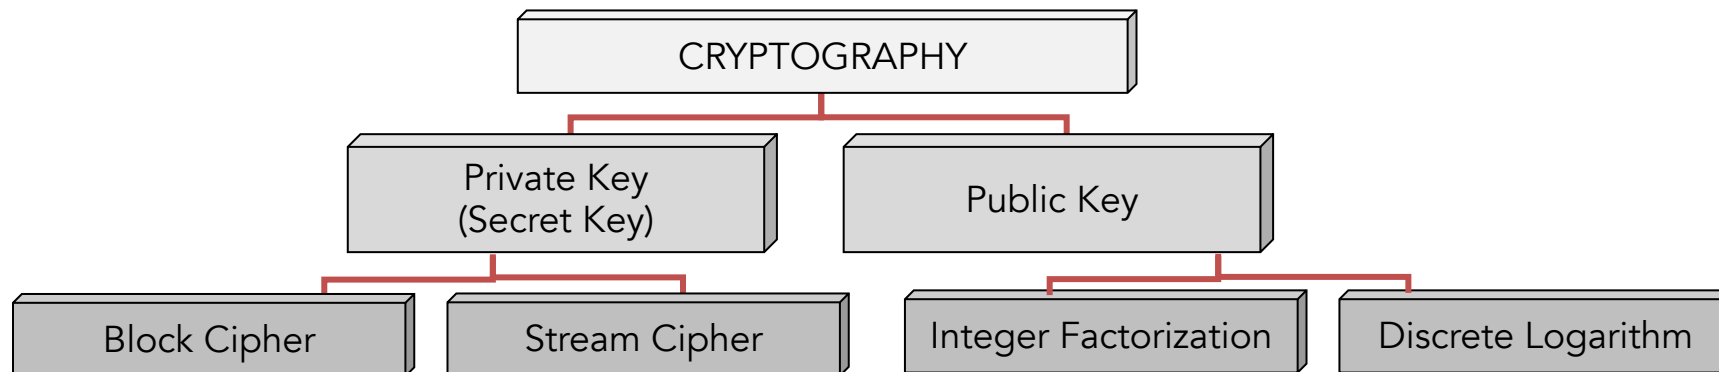 CRYPTOGRAPHY
Private Key
(Secret Key)
Public Key
Block Cipher
Stream Cipher
Integer Factorization
Discrete Logarithm